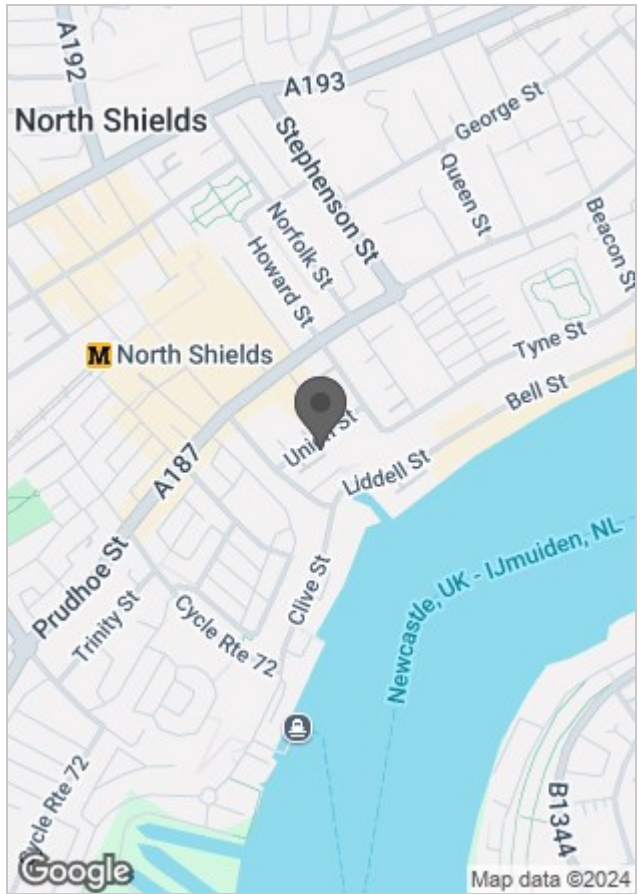 A192
A193
North Shields
Stephenson St
George St
Queen St
Beacon St
Norfolk St
Howard St
M North Shields
Tyne St
Bell St
Union St
A187
Liddell St
Clive St
Newcastle, UK - IJmuiden, NL
Prudhoe St
Trinity St
Cycle Rte 72
Cycle Rte 72
B1344
Google
Map data ©2024